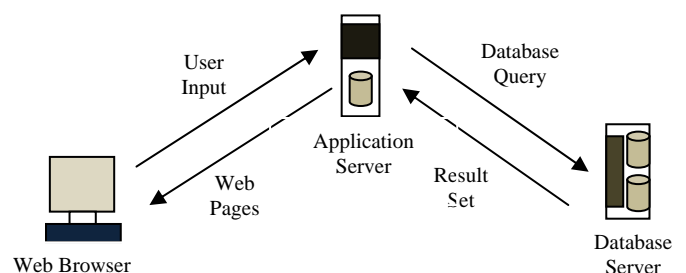 User
Input
Database
Query
Application
Server
Web
Pages
Result
Set
Web Browser
Database
Server